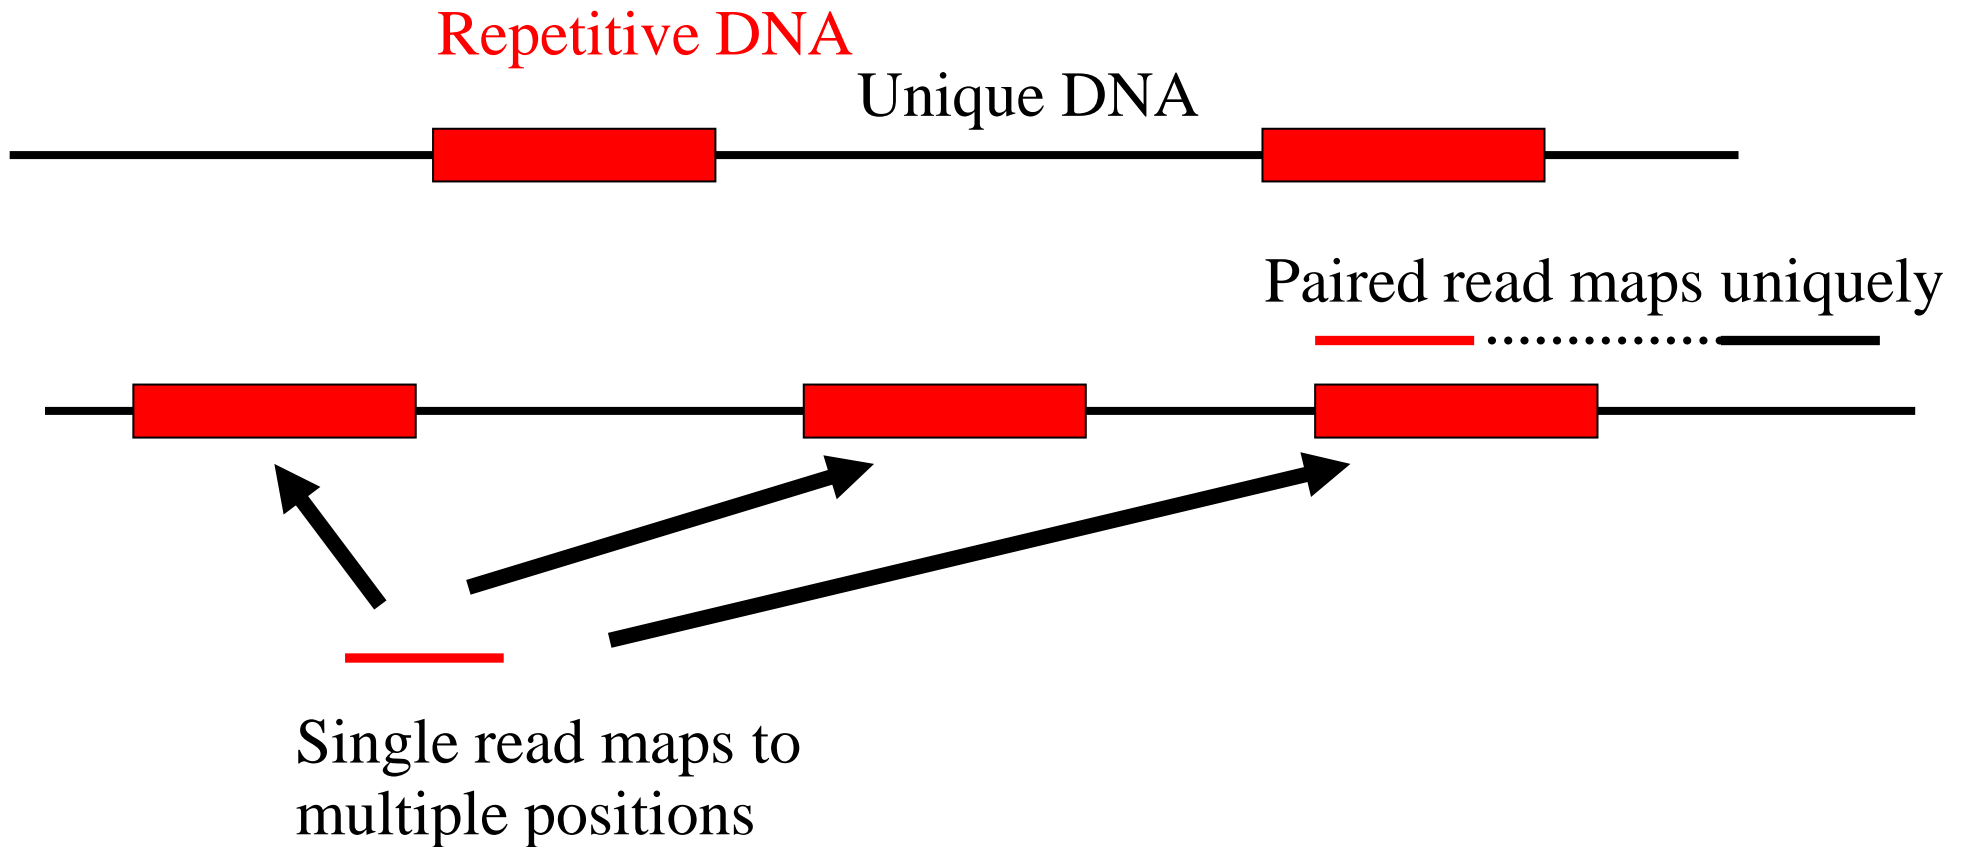 Repetitive DNA
Unique DNA
Paired read maps uniquely
Single read maps to
multiple positions